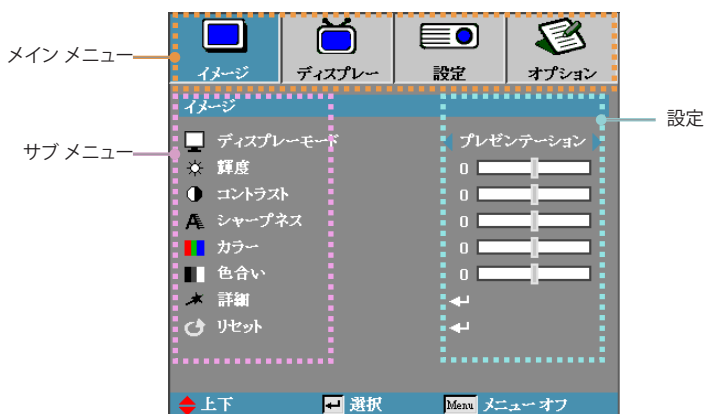 メイン メニュー
イメージ ディスプレー 設定 オプション
イメージ
設定
サブ メニュー
ディスプレーモード プレゼンテーション
輝度 0
コントラスト 0
シャープネス 0
カラー 0
色合い 0
詳細
リセット
上下 選択 Menu メニューオフ